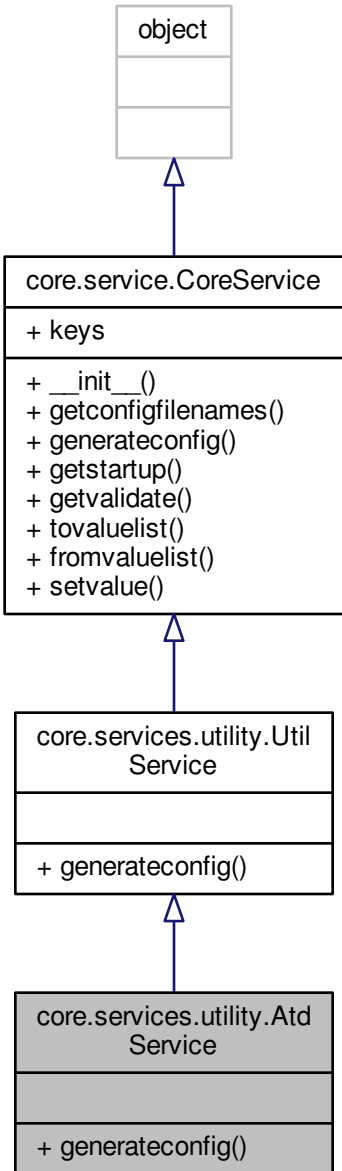 object
core.service.CoreService
+ keys
+ __init__()
+ getconfigfilenames()
+ generateconfig()
+ getstartup()
+ getvalidate()
+ tovaluelist()
+ fromvaluelist()
+ setvalue()
core.services.utility.Util
Service
+ generateconfig()
core.services.utility.Atd
Service
+ generateconfig()